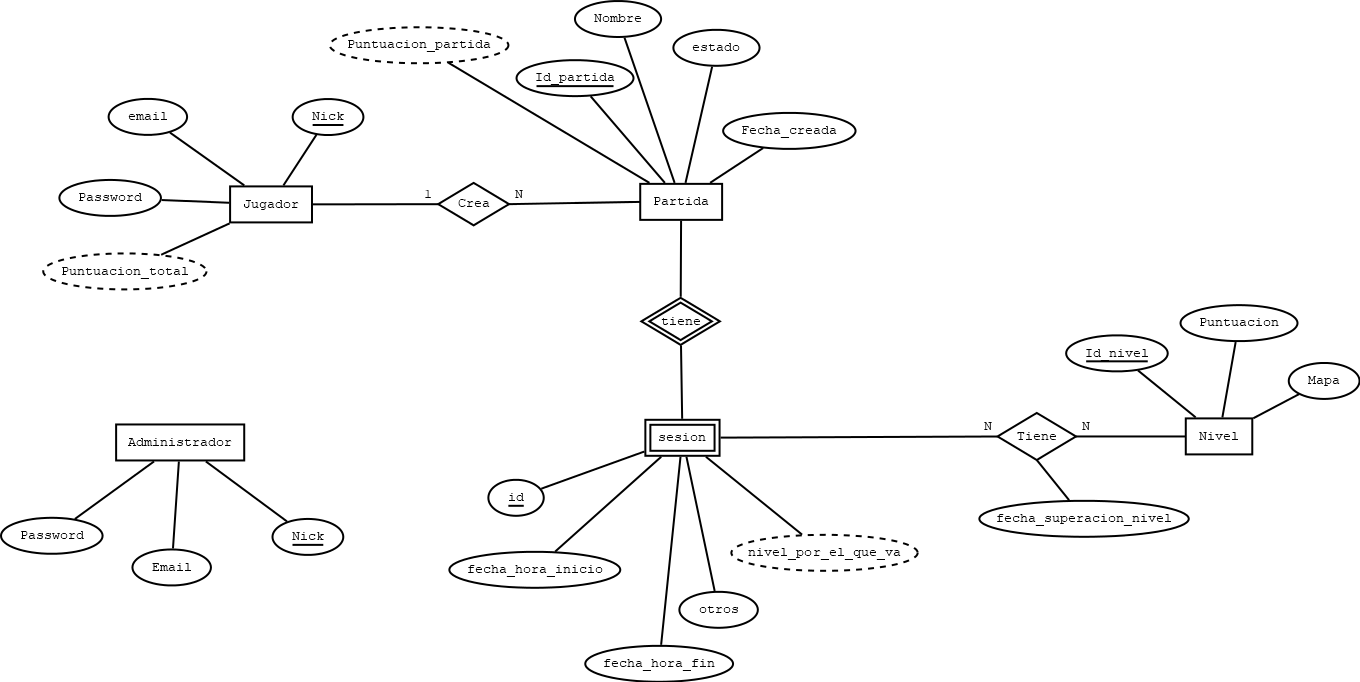 Nombre
Puntuacion_partida
estado
Id_partida
email
Nick
Fecha_creada
Password
Jugador
1
Crea
N
Partida
Puntuacion_total
tiene
Puntuacion
Id_nivel
Mapa
Administrador
sesion
N
Tiene
N
Nivel
id
fecha_superacion_nivel
Password
Nick
Email
nivel_por_el_que_va
fecha_hora_inicio
otros
fecha_hora_fin